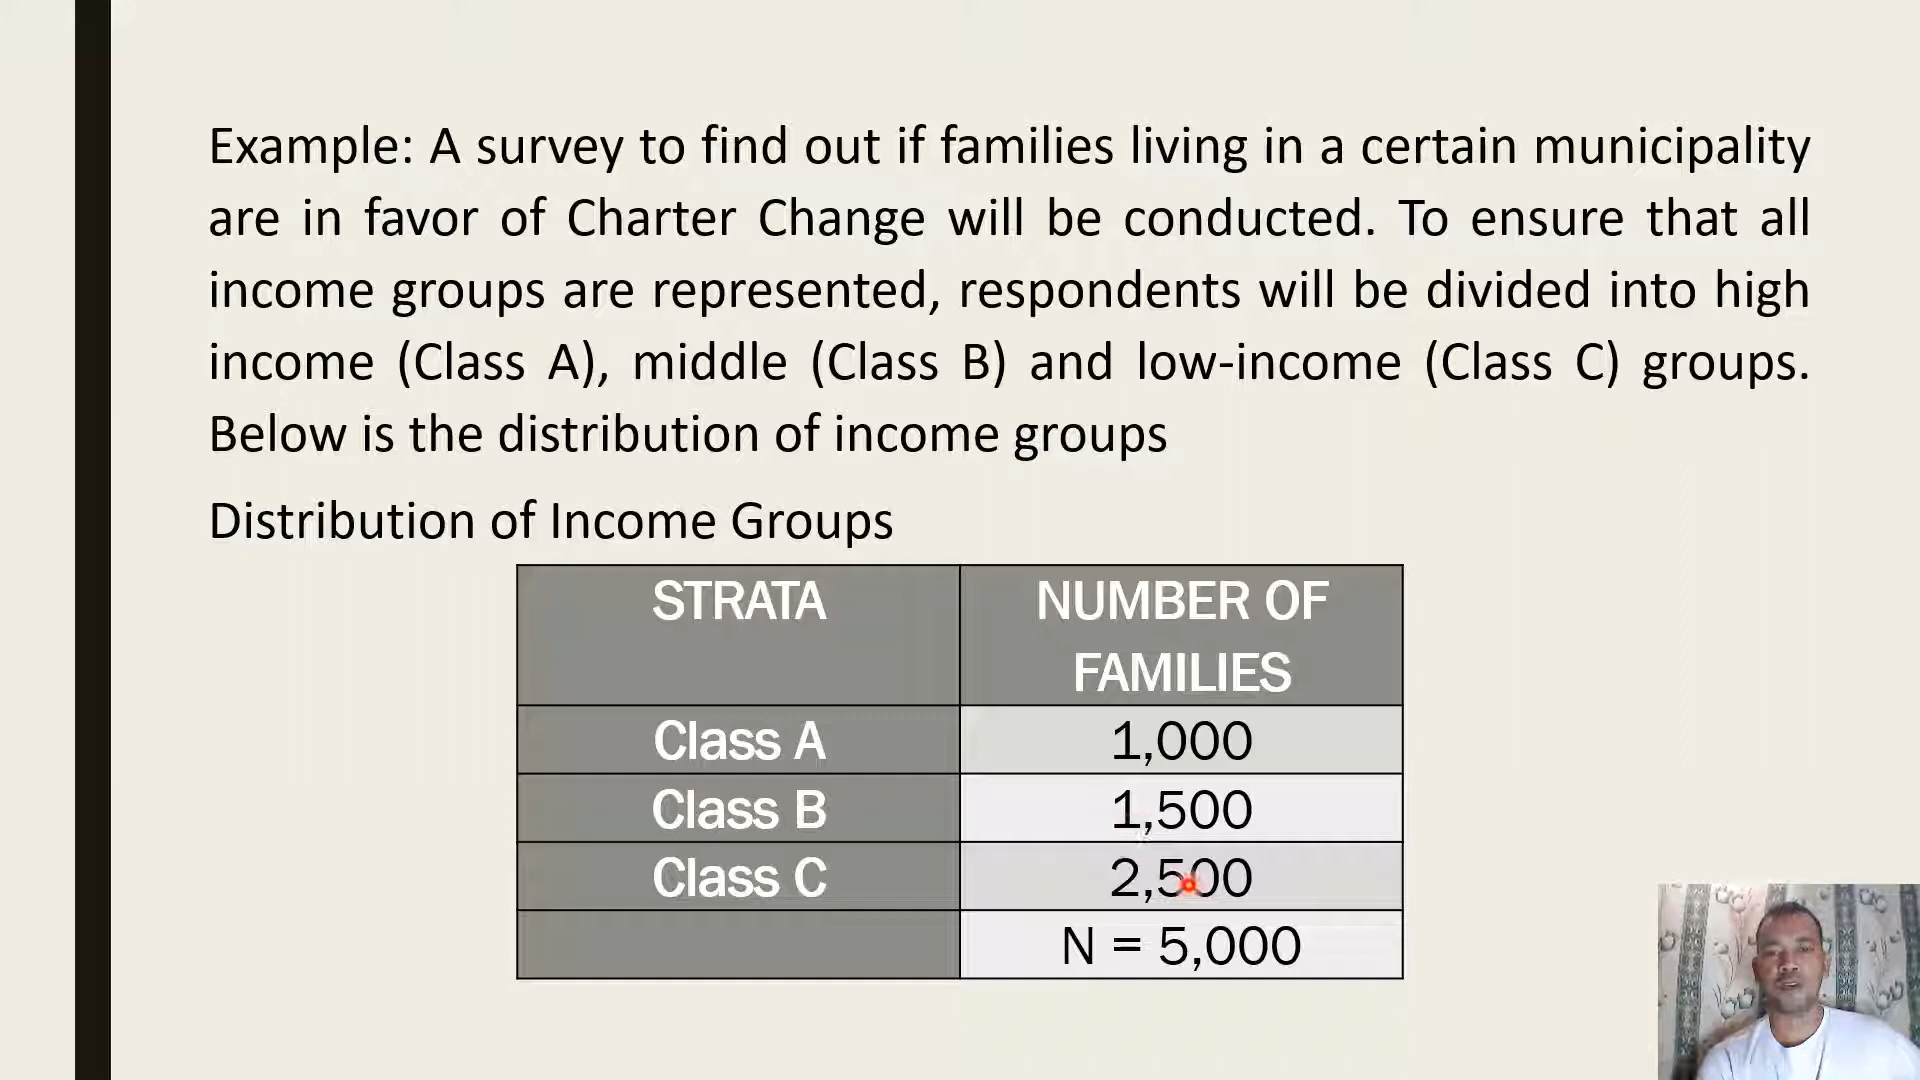 Example: A survey to find out if families living in a certain municipality
are in favor of Charter Change will be conducted. To ensure that all
income groups are represented, respondents will be divided into high
income (Class A), middle (Class B) and low-income (Class C) groups.
Below is the distribution of income groups
Distribution of Income Groups
STRATA NUMBER OF
FAMILIES
Class A 1,000
Class B 1,500
Class C 2,500
N = 5,000